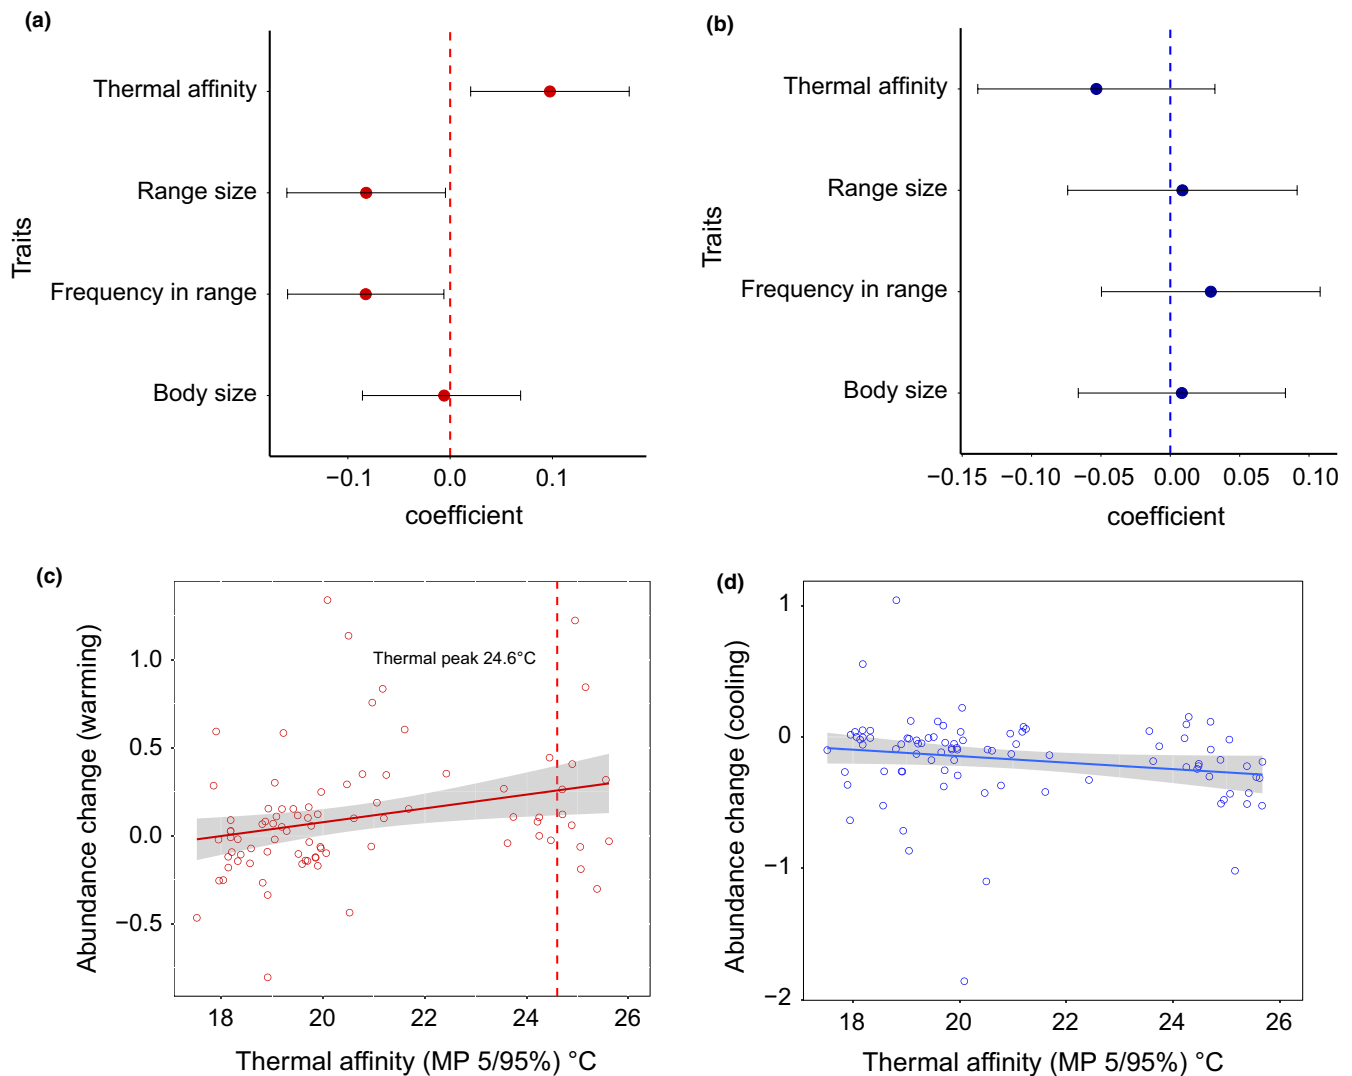 (a)
Thermal affinity
Range size
Frequency in range
Body size
Traits
−0.1 0.0 0.1
coefficient
(b)
Thermal affinity
Range size
Frequency in range
Body size
Traits
−0.15 −0.10 −0.05 0.00 0.05 0.10
coefficient
(c)
Abundance change (warming)
1.0
0.5
0.0
−0.5
Thermal peak 24.6°C
18 20 22 24 26
Thermal affinity (MP 5/95%) °C
(d)
Abundance change (cooling)
1
0
−1
−2
18 20 22 24 26
Thermal affinity (MP 5/95%) °C